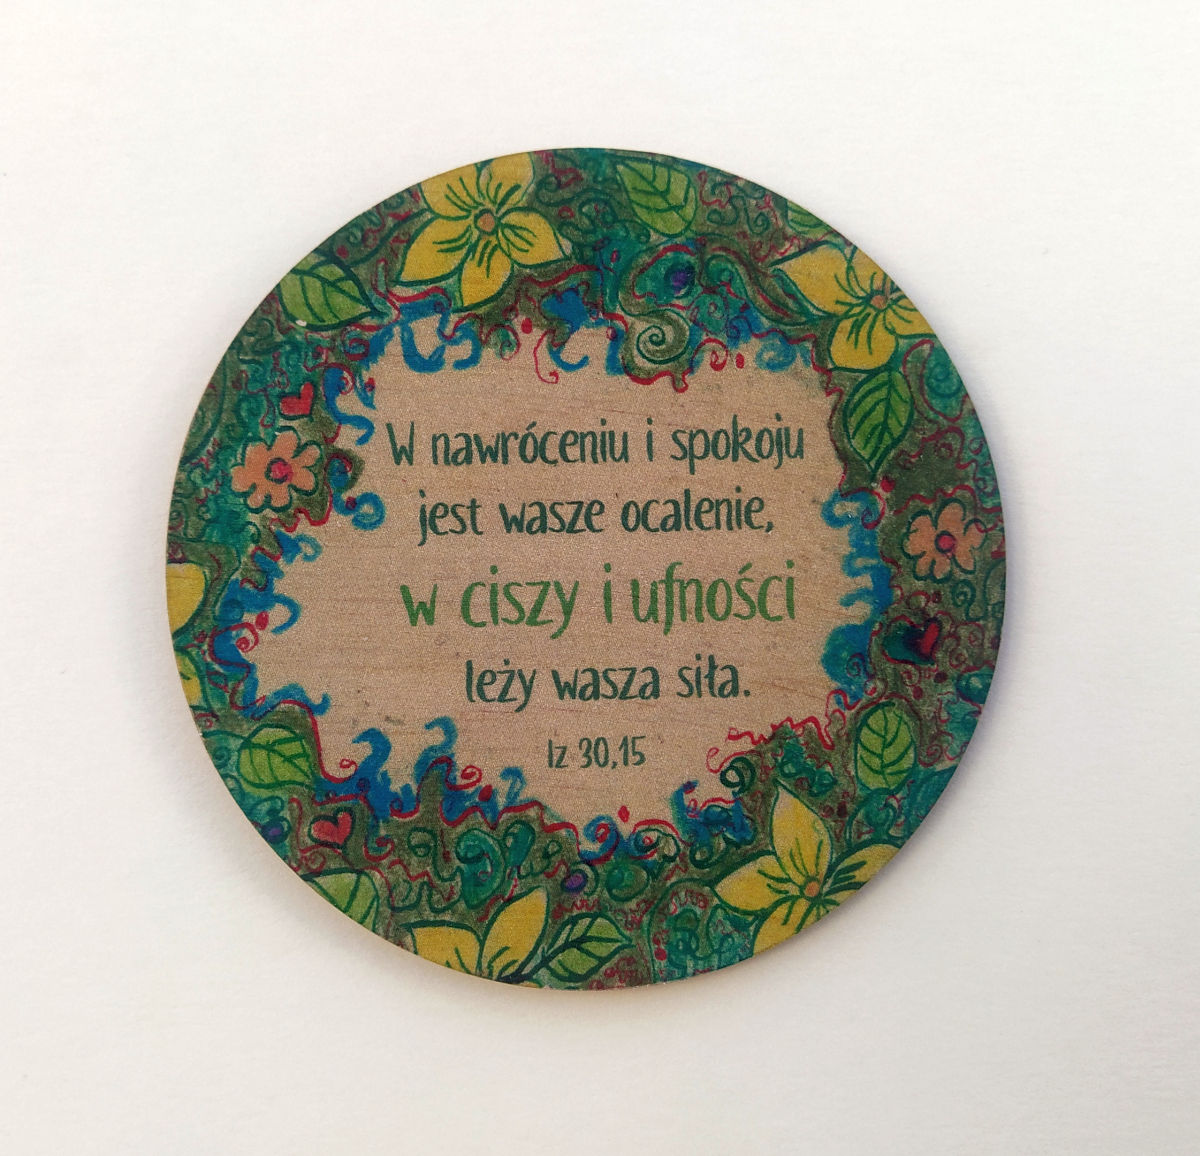 W nawróceniu i spokoju
jest wasze ocalenie,
w ciszy i ufności
leży wasza siła.
Iz 30,15